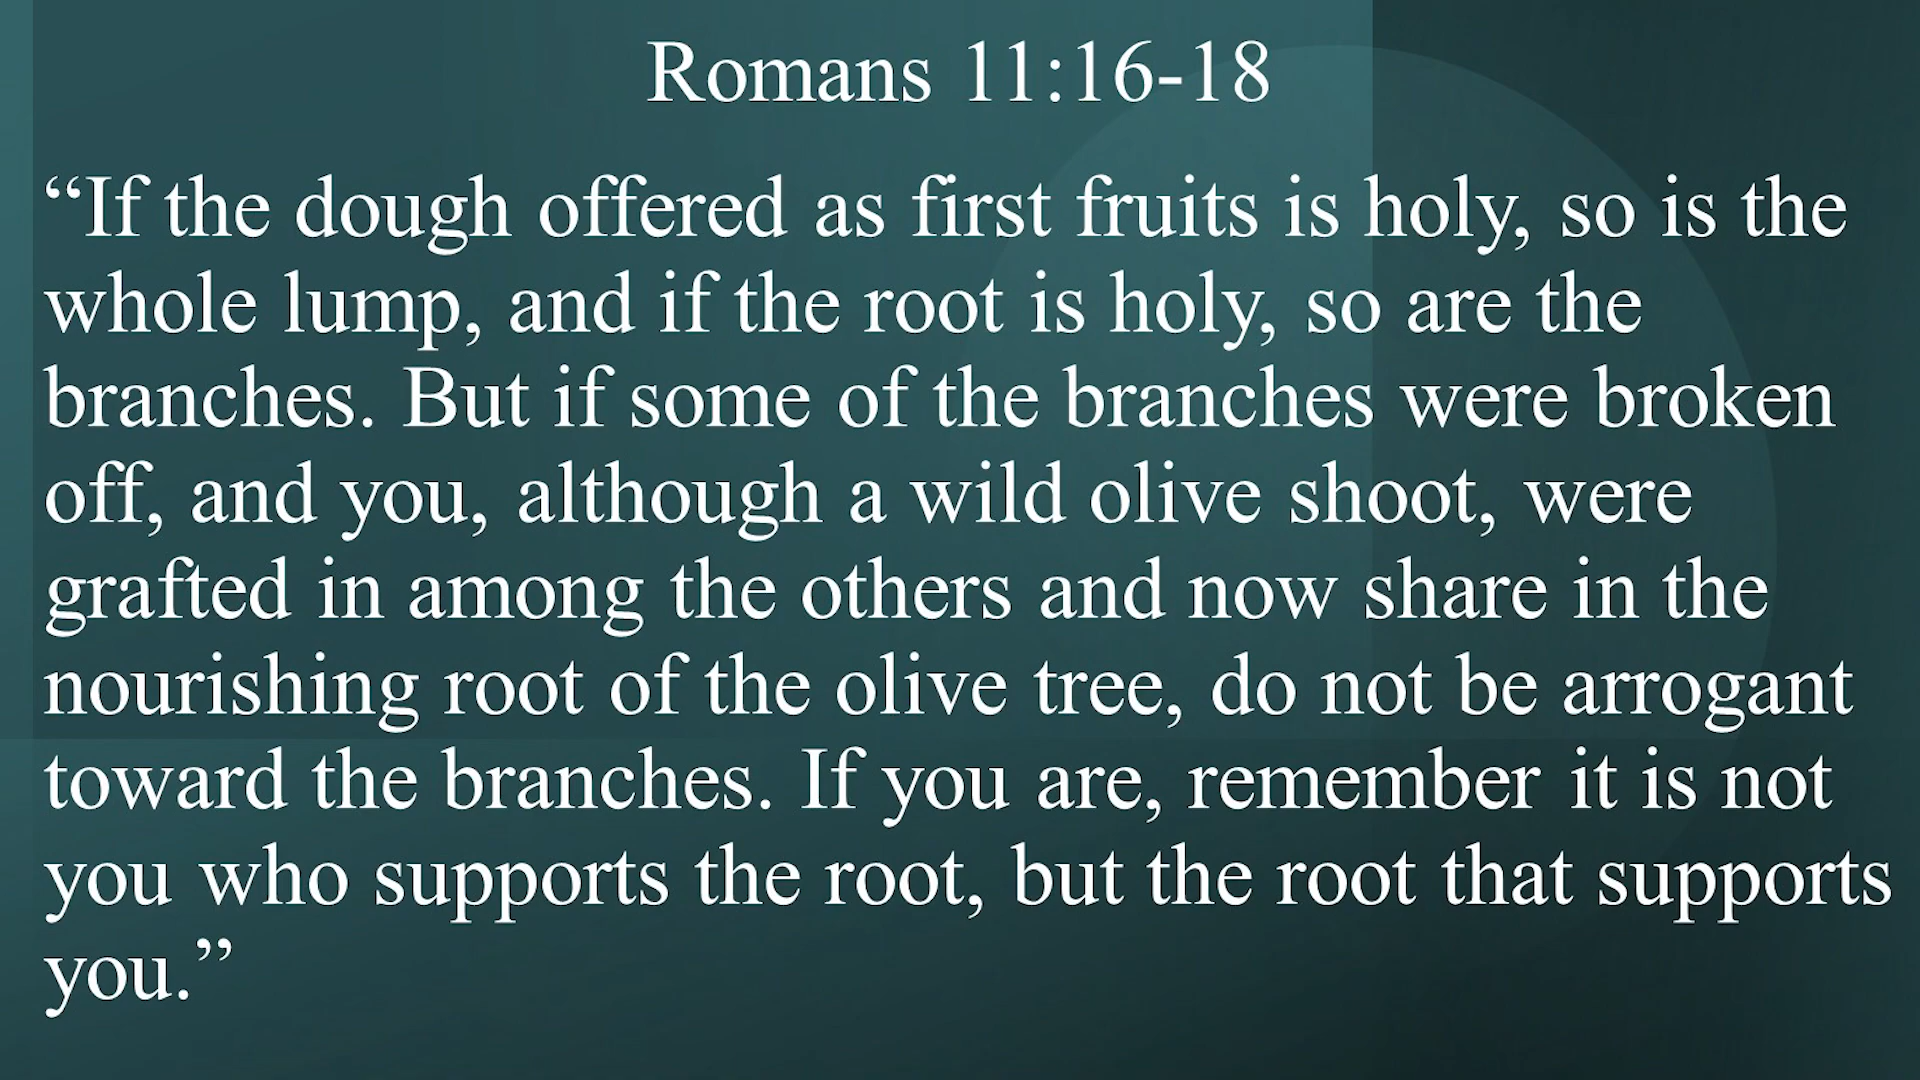 Romans 11:16-18
“If the dough offered as first fruits is holy, so is the
whole lump, and if the root is holy, so are the
branches. But if some of the branches were broken
off, and you, although a wild olive shoot, were
grafted in among the others and now share in the
nourishing root of the olive tree, do not be arrogant
toward the branches. If you are, remember it is not
you who supports the root, but the root that supports
you.”